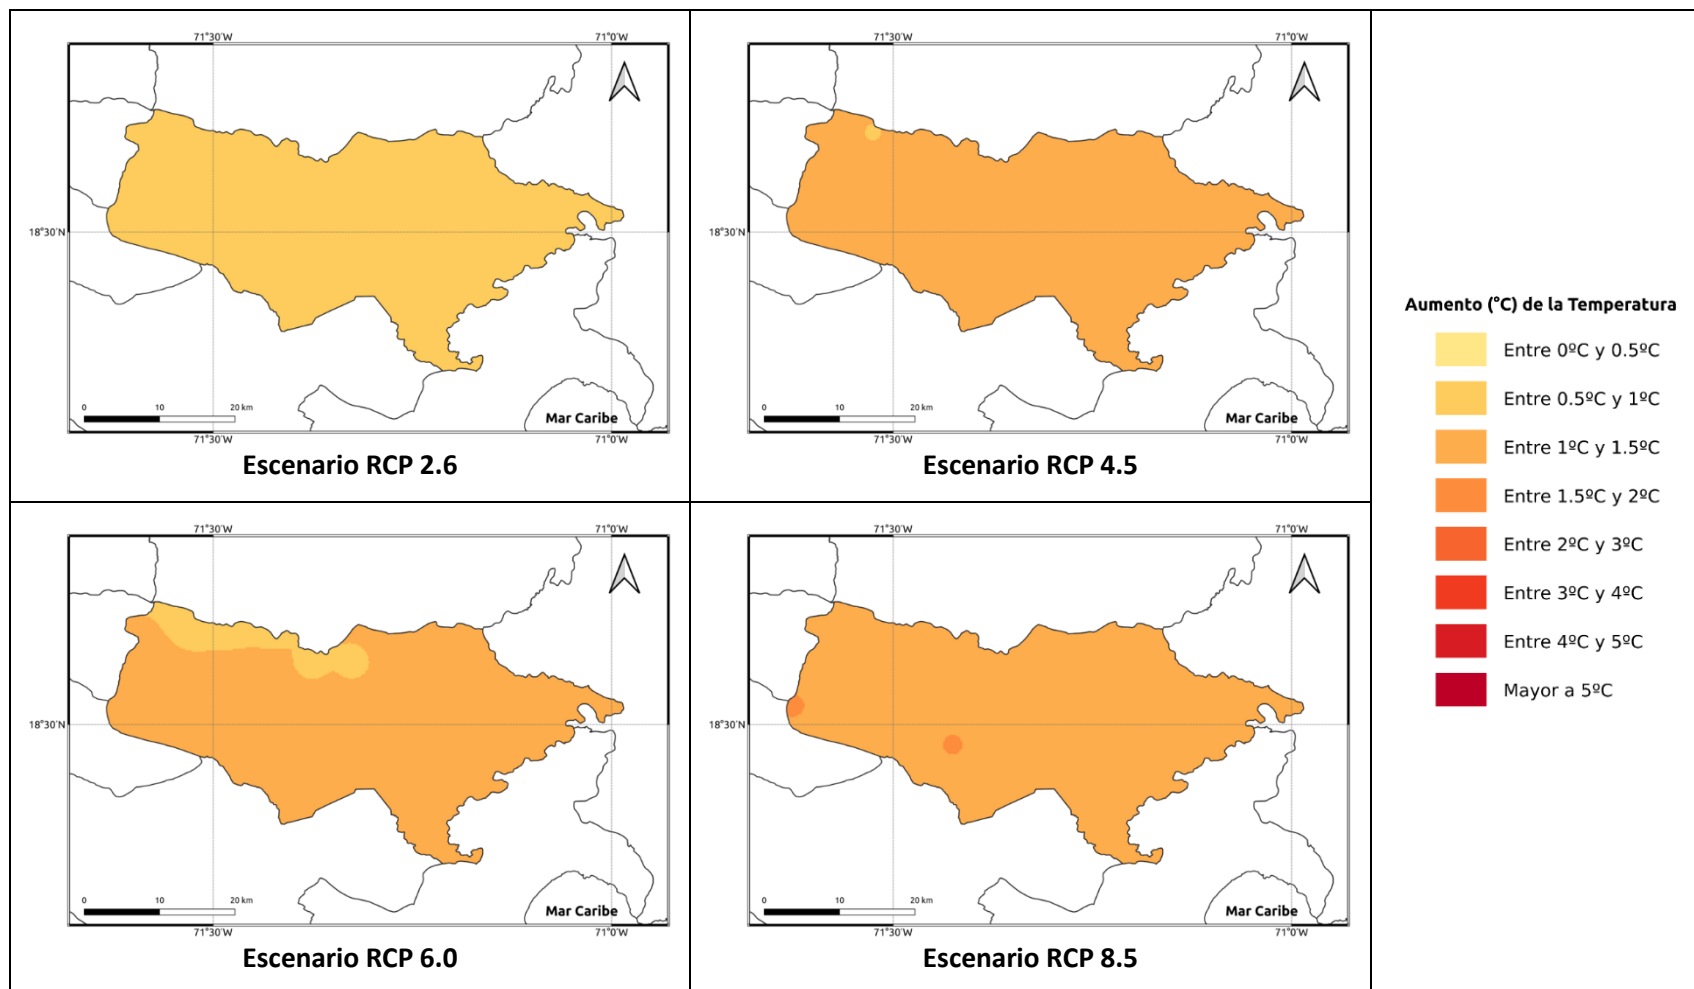 71°30'W 71°0'W
18°30'N
0 10 20 km
Mar Caribe
71°30'W 71°0'W
Escenario RCP 2.6
71°30'W 71°0'W
18°30'N
0 10 20 km
Mar Caribe
71°30'W 71°0'W
Escenario RCP 4.5
71°30'W 71°0'W
18°30'N
0 10 20 km
Mar Caribe
71°30'W 71°0'W
Escenario RCP 6.0
71°30'W 71°0'W
18°30'N
0 10 20 km
Mar Caribe
71°30'W 71°0'W
Escenario RCP 8.5
Aumento (°C) de la Temperatura
Entre 0ºC y 0.5ºC
Entre 0.5ºC y 1ºC
Entre 1ºC y 1.5ºC
Entre 1.5ºC y 2ºC
Entre 2ºC y 3ºC
Entre 3ºC y 4ºC
Entre 4ºC y 5ºC
Mayor a 5ºC